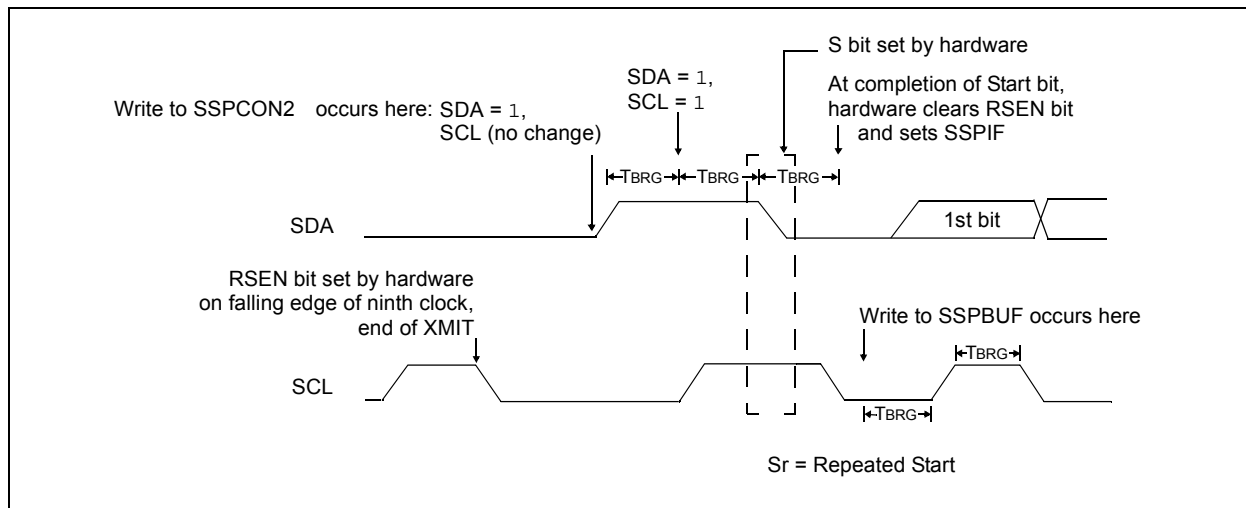 S bit set by hardware
SDA = 1,
SCL = 1
At completion of Start bit,
hardware clears RSEN bit
and sets SSPIF
Write to SSPCON2 occurs here: SDA = 1,
SCL (no change)
TBRG
TBRG
TBRG
SDA
1st bit
RSEN bit set by hardware
on falling edge of ninth clock,
end of XMIT
Write to SSPBUF occurs here
TBRG
SCL
TBRG
Sr = Repeated Start